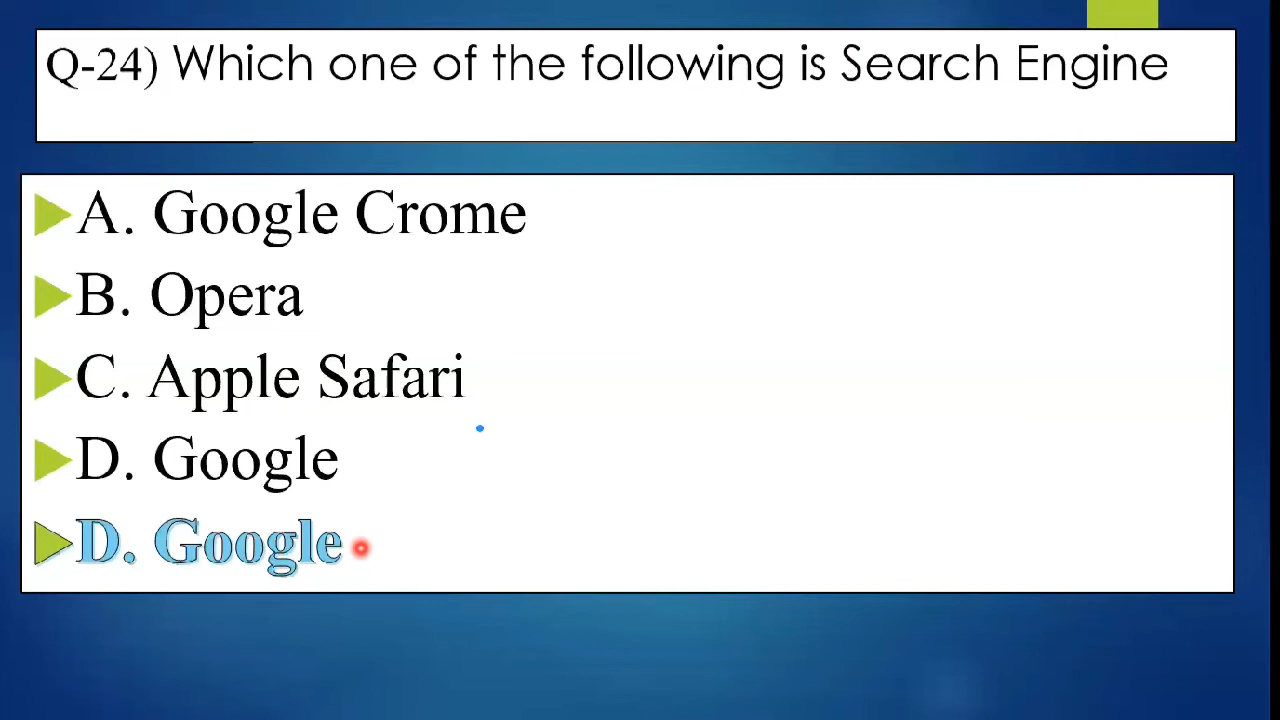 Q-24) Which one of the following is Search Engine
A. Google Crome
B. Opera
C. Apple Safari
D. Google
D. Google